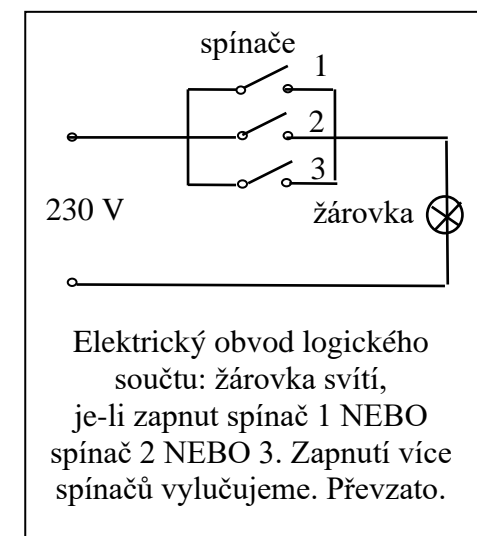 spínače
1
2
3
230 V
žárovka
Elektrický obvod logického
součtu: žárovka svítí,
je-li zapnut spínač 1 NEBO
spínač 2 NEBO 3. Zapnutí více
spínačů vylučujeme. Převzato.